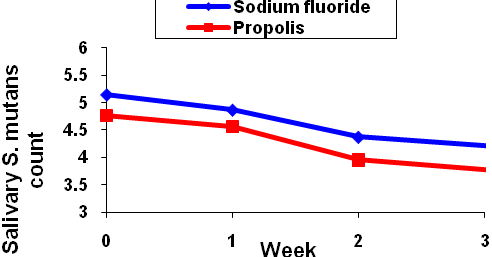 Sodium fluoride
Propolis
Salivary S. mutans
count
6
5.5
5
4.5
4
3.5
3
0
1
2
3
Week